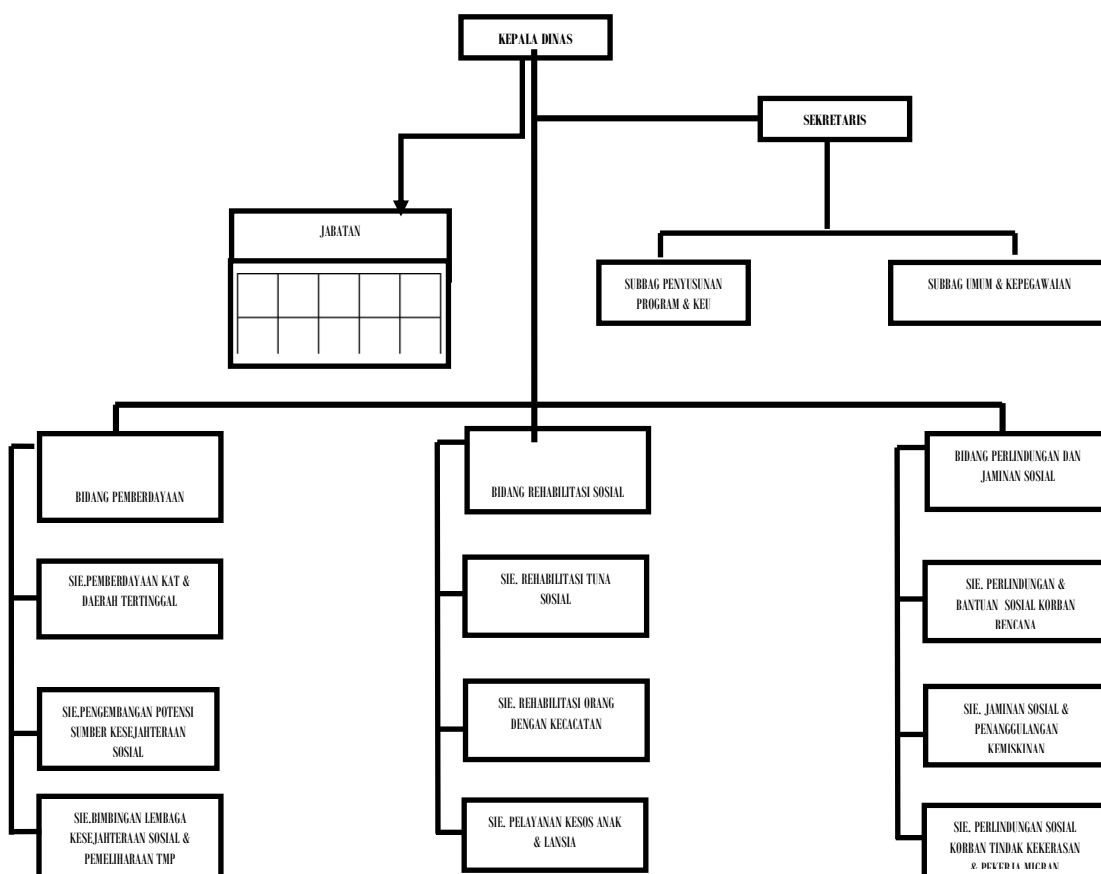 KEPALA DINAS
SEKRETARIS
JABATAN
SUBBAG PENYUSUNAN
PROGRAM & KEU
SUBBAG UMUM & KEPEGAWAIAN
BIDANG PEMBERDAYAAN
SIE.PEMBERDAYAAN KAT &
DAERAH TERTINGGAL
SIE.PENGEMBANGAN POTENSI
SUMBER KESEJAHTERAAN
SOSIAL
SIE.BIMBINGAN LEMBAGA
KESEJAHTERAAN SOSIAL &
PEMELIHARAAN TMP
BIDANG REHABILITASI SOSIAL
SIE. REHABILITASI TUNA
SOSIAL
SIE. REHABILITASI ORANG
DENGAN KECACATAN
SIE. PELAYANAN KESOS ANAK
& LANSIA
BIDANG PERLINDUNGAN DAN
JAMINAN SOSIAL
SIE. PERLINDUNGAN &
BANTUAN SOSIAL KORBAN
RENCANA
SIE. JAMINAN SOSIAL &
PENANGGULANGAN
KEMISKINAN
SIE. PERLINDUNGAN SOSIAL
KORBAN TINDAK KEKERASAN
& PEKERJA MIGRAN